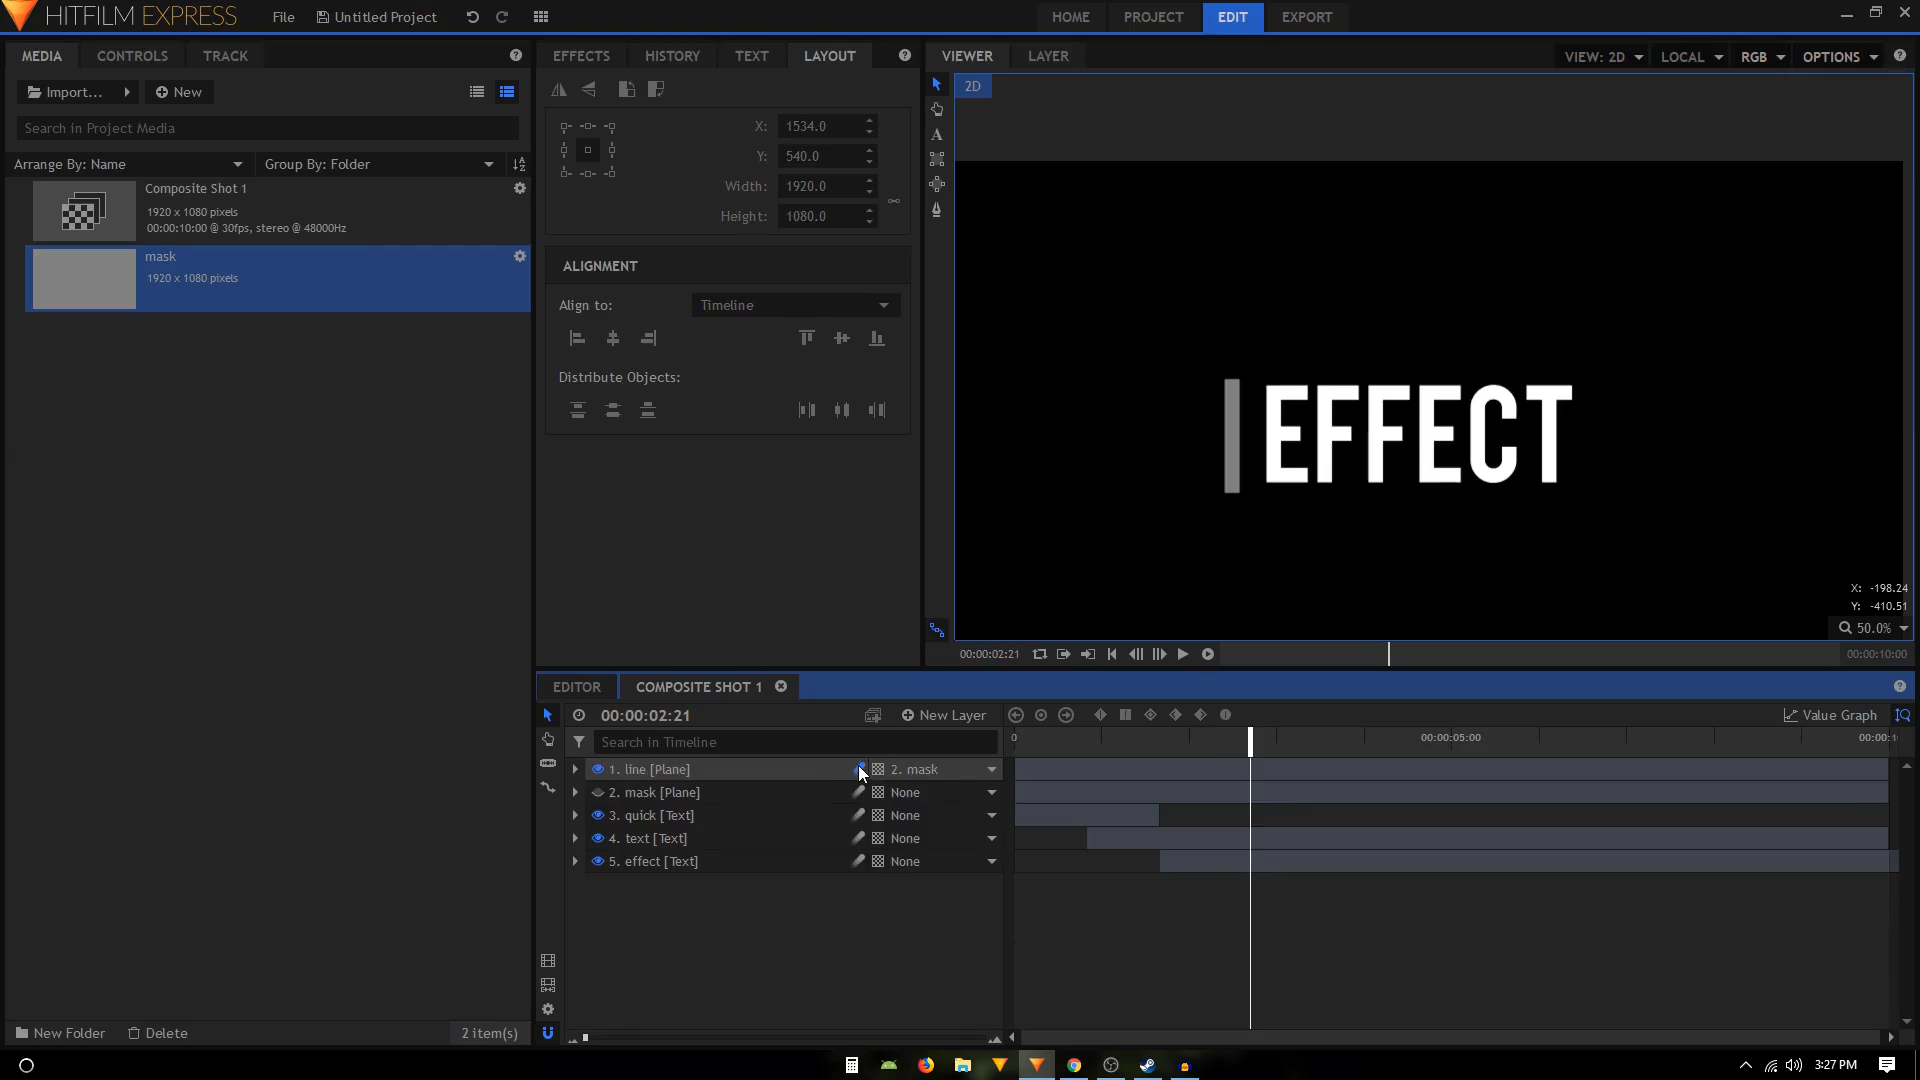 HITFILM EXPRESS
File
Untitled Project
HOME
PROJECT
EDIT
EXPORT
MEDIA
CONTROLS
TRACK
EFFECTS
HISTORY
TEXT
LAYOUT
VIEWER
LAYER
VIEW: 2D
LOCAL
RGB
OPTIONS
Import...
New
2D
Search in Project Media
Arrange By: Name
Group By: Folder
Composite Shot 1
1920 x 1080 pixels
00:00:10:00 @ 30fps, stereo @ 48000Hz
mask
1920 x 1080 pixels
X: 1534.0
Y: 540.0
Width: 1920.0
Height: 1080.0
ALIGNMENT
Align to: Timeline
Distribute Objects:
EFFECT
X: -198.24
Y: -410.51
50.0%
00:00:02:21
00:00:10:00
EDITOR
COMPOSITE SHOT 1
00:00:02:21
New Layer
Value Graph
Search in Timeline
0
00:00:05:00
00:00:1
1. line [Plane]
2. mask
2. mask [Plane]
None
3. quick [Text]
None
4. text [Text]
None
5. effect [Text]
None
New Folder
Delete
2 item(s)
3:27 PM